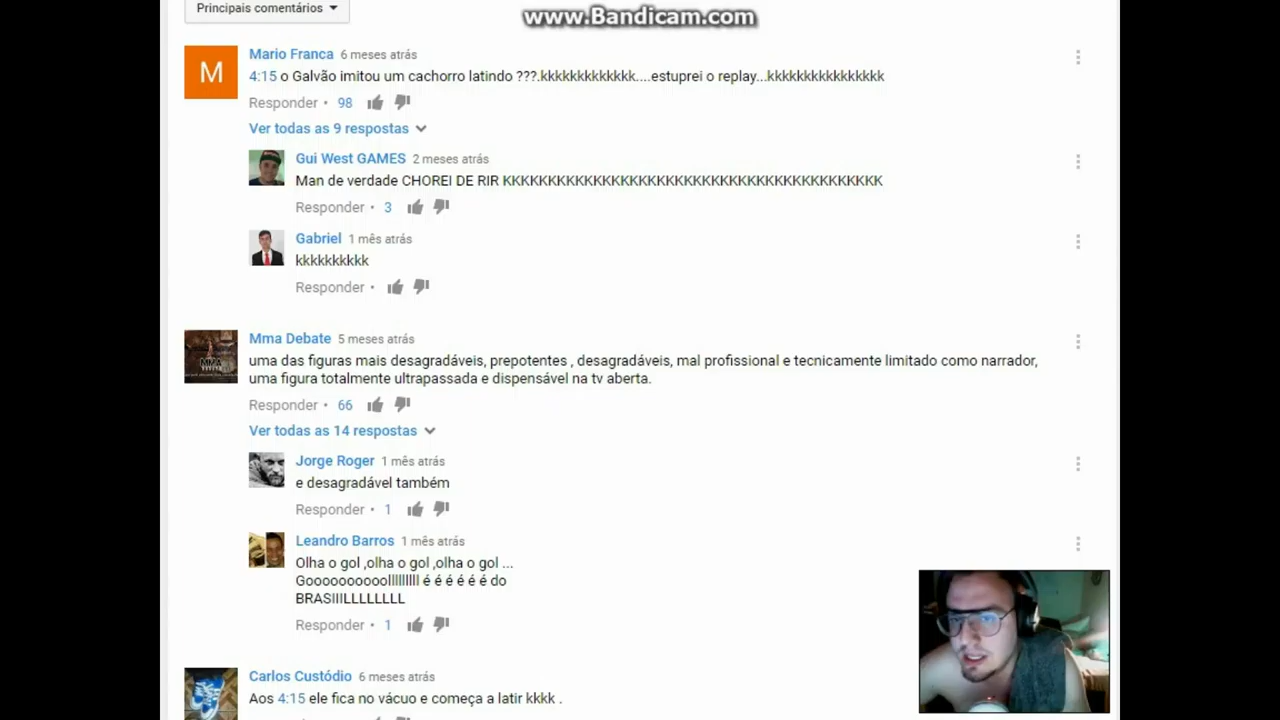 www.Bandicam.com
Principais comentários
M
Mario Franca 6 meses atrás
4:15 o Galvão imitou um cachorro latindo ???.kkkkkkkkkkkkk....estuprei o replay...kkkkkkkkkkkkkkkk
Responder • 98
Ver todas as 9 respostas
Gui West GAMES 2 meses atrás
Man de verdade CHOREI DE RIR KKKKKKKKKKKKKKKKKKKKKKKKKKKKKKKKKKKKKKKKKK
Responder • 3
Gabriel 1 mês atrás
kkkkkkkkkk
Responder •
Mma Debate 5 meses atrás
uma das figuras mais desagradáveis, prepotentes , desagradáveis, mal profissional e tecnicamente limitado como narrador,
uma figura totalmente ultrapassada e dispensável na tv aberta.
Responder • 66
Ver todas as 14 respostas
Jorge Roger 1 mês atrás
e desagradável também
Responder • 1
Leandro Barros 1 mês atrás
Olha o gol ,olha o gol ,olha o gol ...
Goooooooooolllllllll é é é é é é do
BRASIIILLLLLLLL
Responder • 1
Carlos Custódio 6 meses atrás
Aos 4:15 ele fica no vácuo e começa a latir kkkk .